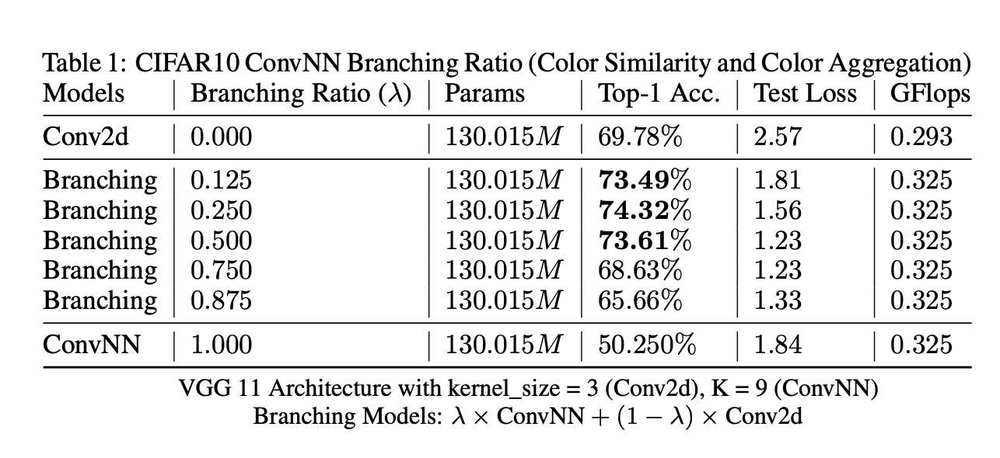 Table 1: CIFAR10 ConvNN Branching Ratio (Color Similarity and Color Aggregation)
Models | Branching Ratio (λ) | Params | Top-1 Acc. | Test Loss | GFlops
Conv2d | 0.000 | 130.015M | 69.78% | 2.57 | 0.293
Branching | 0.125 | 130.015M | 73.49% | 1.81 | 0.325
Branching | 0.250 | 130.015M | 74.32% | 1.56 | 0.325
Branching | 0.500 | 130.015M | 73.61% | 1.23 | 0.325
Branching | 0.750 | 130.015M | 68.63% | 1.23 | 0.325
Branching | 0.875 | 130.015M | 65.66% | 1.33 | 0.325
ConvNN | 1.000 | 130.015M | 50.250% | 1.84 | 0.325
VGG 11 Architecture with kernel_size = 3 (Conv2d), K = 9 (ConvNN)
Branching Models: λ × ConvNN + (1 − λ) × Conv2d